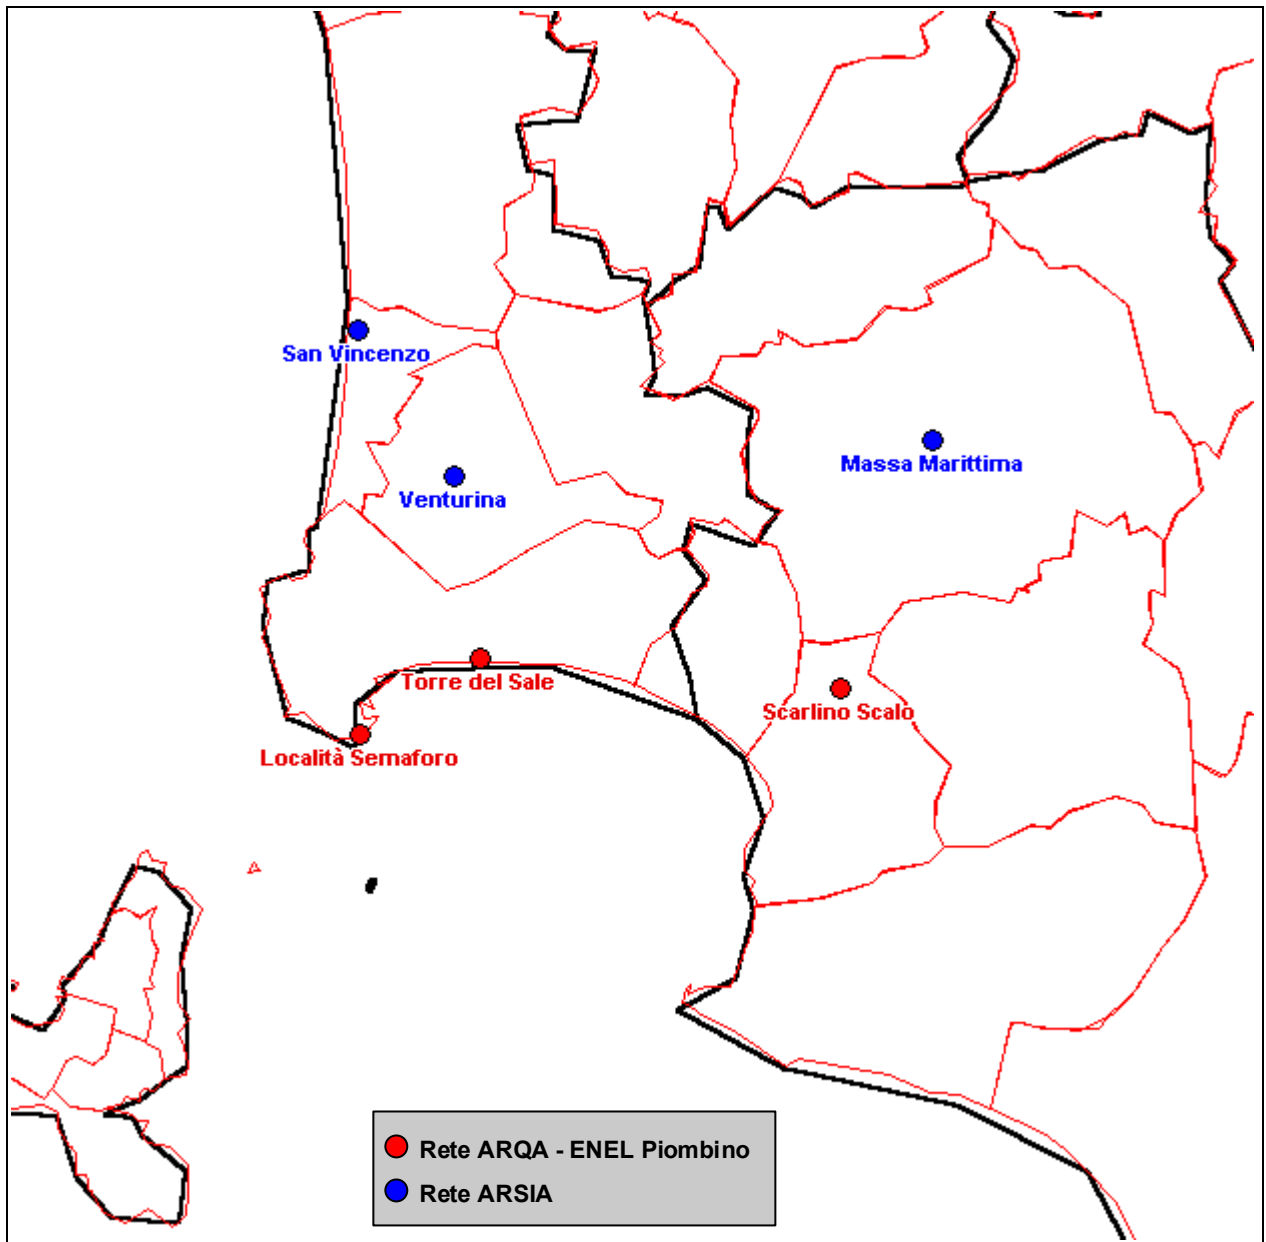 San Vincenzo
Massa Marittima
Venturina
Torre del Sale
Scarlino Scalo
Località Semaforo
Rete ARQA - ENEL Piombino
Rete ARSIA